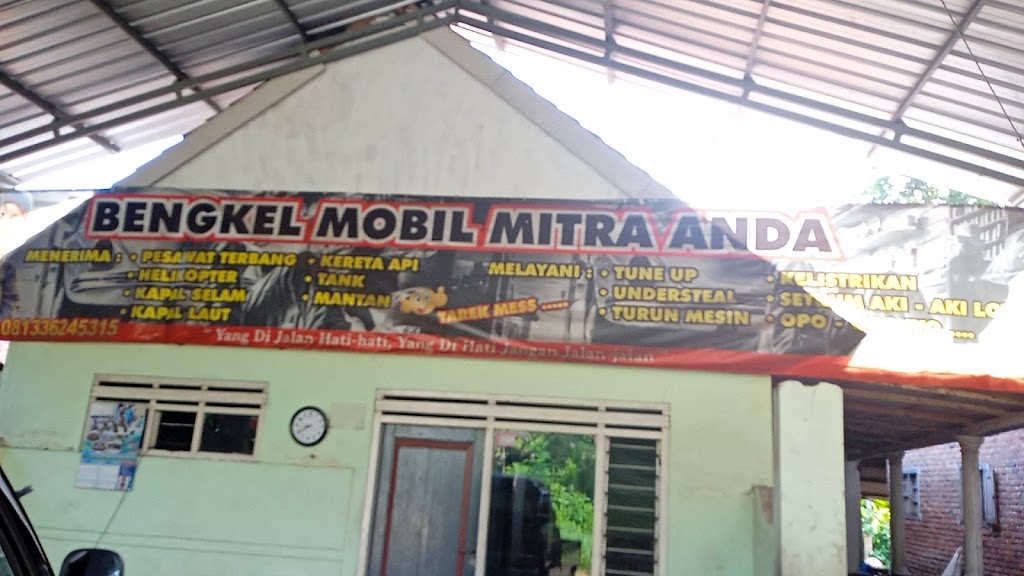 BENGKEL MOBIL MITRA ANDA
MENERIMA : • PESAWAT TERBANG
• HELIKOPTER
• KAPAL SELAM
• KAPAL LAUT
• KERETA API
• TANK
• MANTAN
TAREK MESS.....
MELAYANI : • TUNE UP
• UNDERSTEAL
• TURUN MESIN
• KELISTRIKAN
• AKI - AKI
• OPO -
081336245315
" Yang Di Jalan Hati-hati, Yang Di Hati Jangan Jalan-jalan